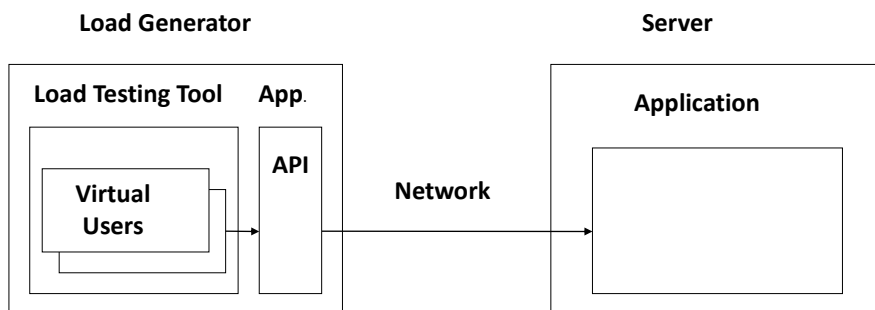 Load Generator
Server
Load Testing Tool
App.
Application
API
Virtual
Users
Network